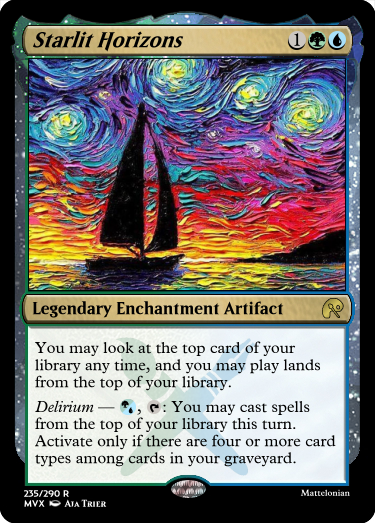 Starlit Horizons 1
Legendary Enchantment Artifact
You may look at the top card of your
library any time, and you may play lands
from the top of your library.
Delirium — , : You may cast spells
from the top of your library this turn.
Activate only if there are four or more card
types among cards in your graveyard.
235/290 R Mattelonian
MVX AJA TRIER